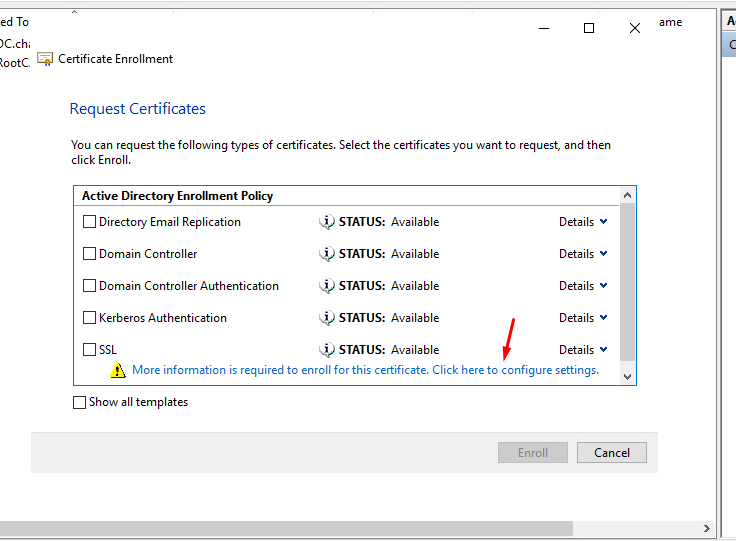 ed To
ame
DC.cha
RootC.
Certificate Enrollment
Request Certificates
You can request the following types of certificates. Select the certificates you want to request, and then
click Enroll.
Active Directory Enrollment Policy
Directory Email Replication STATUS: Available Details
Domain Controller STATUS: Available Details
Domain Controller Authentication STATUS: Available Details
Kerberos Authentication STATUS: Available Details
SSL STATUS: Available Details
More information is required to enroll for this certificate. Click here to configure settings.
Show all templates
Enroll Cancel